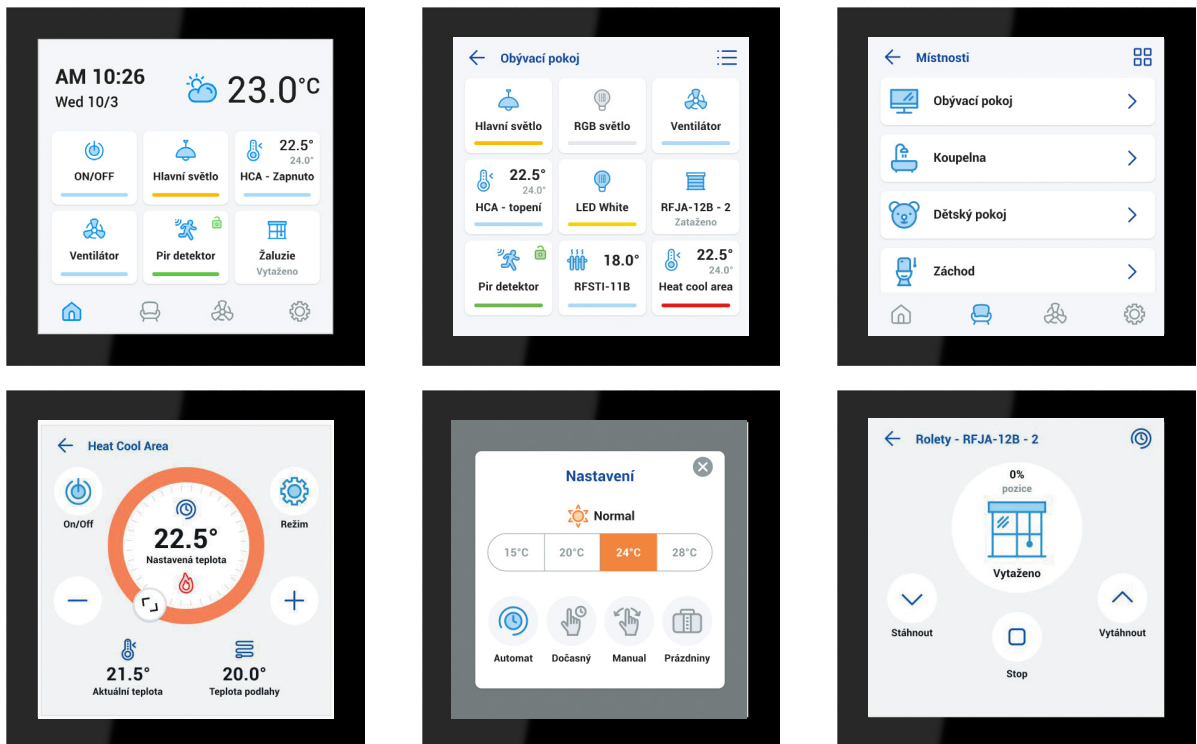 AM 10:26
Wed 10/3
23.0°C
ON/OFF
Hlavní světlo
22.5°
24.0°
HCA - Zapnuto
Ventilátor
Pir detektor
Žaluzie
Vytaženo
Obývací pokoj
Hlavní světlo
RGB světlo
Ventilátor
22.5°
24.0°
HCA - topení
LED White
RFJA-12B - 2
Zataženo
Pir detektor
18.0°
RFSTI-11B
22.5°
24.0°
Heat cool area
Místnosti
Obývací pokoj
Koupelna
Dětský pokoj
Záchod
Heat Cool Area
On/Off
Režim
22.5°
Nastavená teplota
21.5°
Aktuální teplota
20.0°
Teplota podlahy
Nastavení
Normal
15°C 20°C 24°C 28°C
Automat Dočasný Manual Prázdniny
Rolety - RFJA-12B - 2
0%
pozice
Vytaženo
Stáhnout
Vytáhnout
Stop